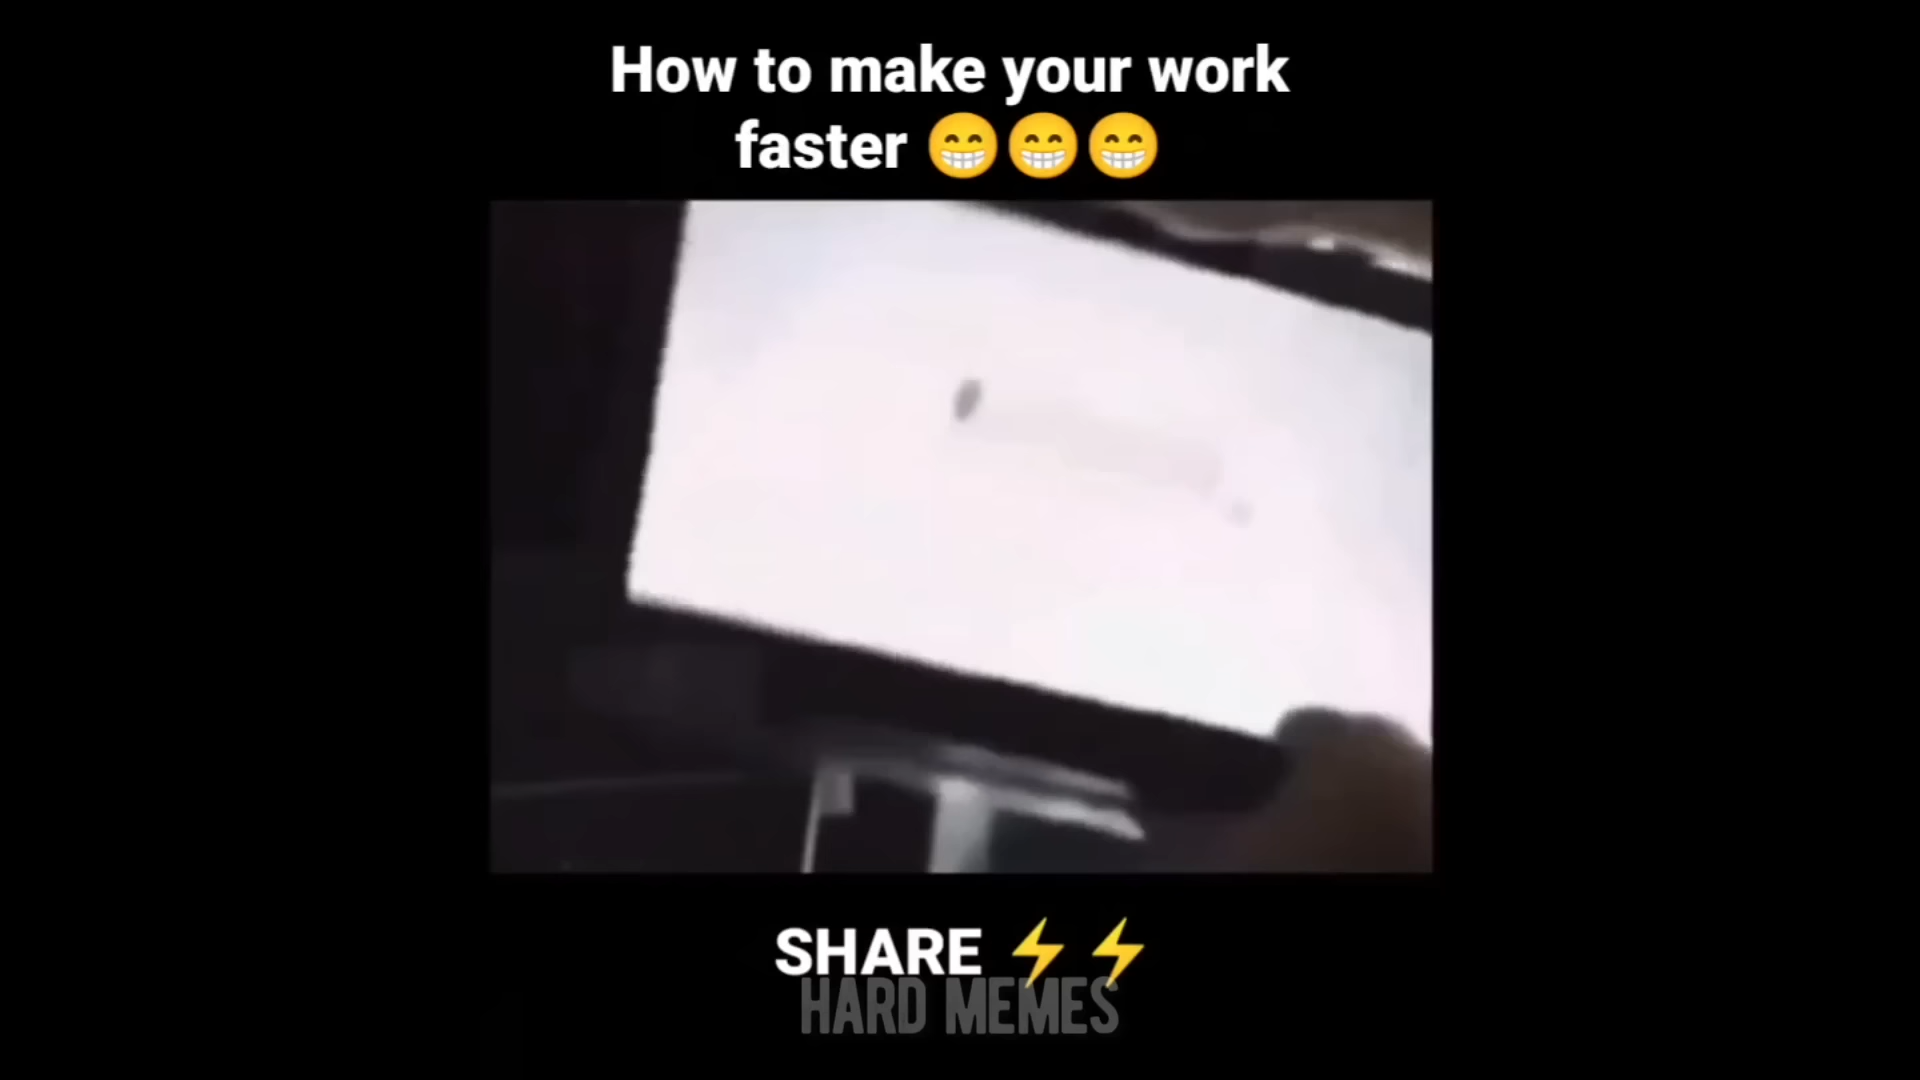 How to make your work
faster 😁😁😁
SHARE ⚡⚡
HARD MEMES